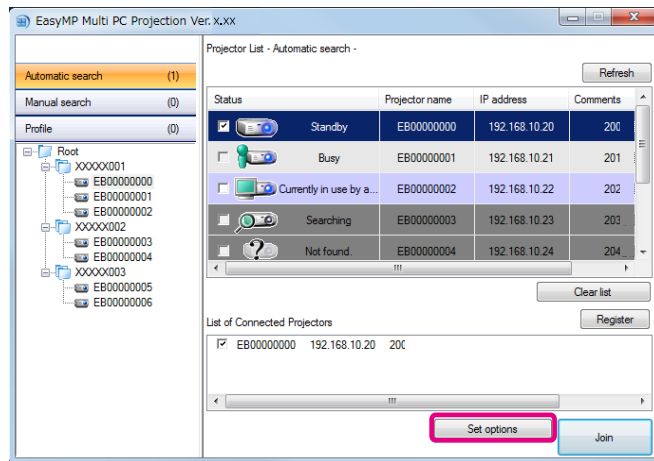 EasyMP Multi PC Projection Ver. x.xx
Projector List - Automatic search -
Refresh
Automatic search (1)
Manual search (0)
Profile (0)
Root
XXXXX001
EB00000000
EB00000001
EB00000002
XXXXX002
EB00000003
EB00000004
XXXXX003
EB00000005
EB00000006
Status Projector name IP address Comments
Standby EB00000000 192.168.10.20 200
Busy EB00000001 192.168.10.21 201
Currently in use by a... EB00000002 192.168.10.22 202
Searching EB00000003 192.168.10.23 203
Not found. EB00000004 192.168.10.24 204
Clear list
List of Connected Projectors
Register
EB00000000 192.168.10.20 200
Set options
Join